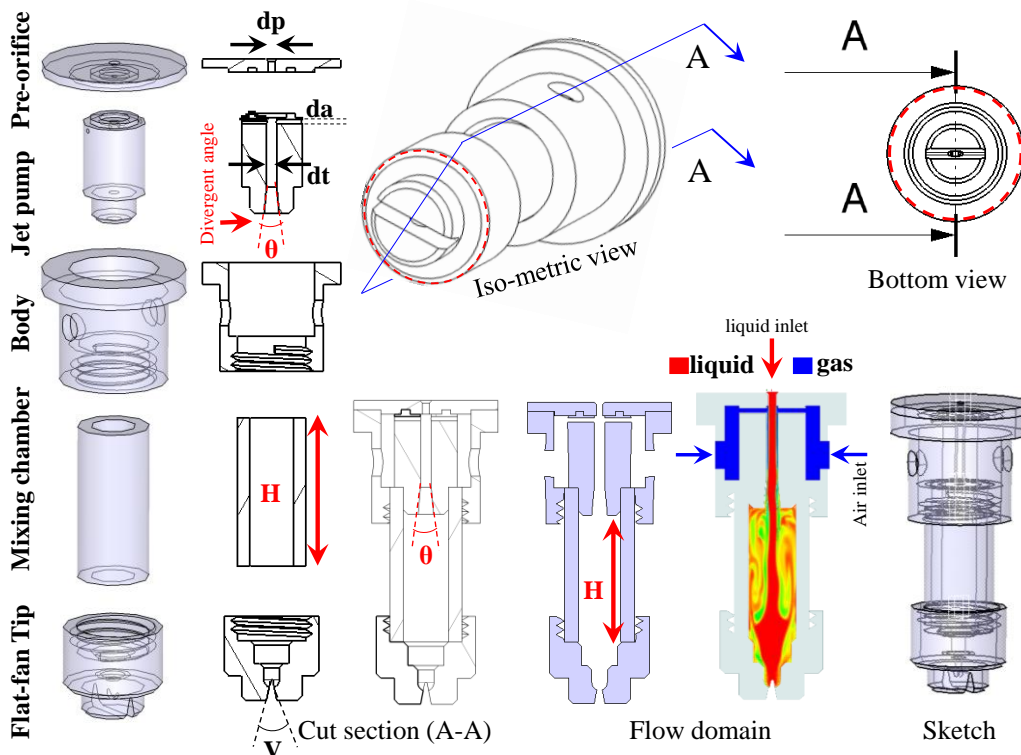 Pre-orifice
Jet pump
Body
Mixing chamber
Flat-fan Tip
dp
da
dt
Divergent angle
θ
H
V
θ
Cut section (A-A)
A
A
Iso-metric view
A
A
Bottom view
liquid inlet
liquid
gas
Air inlet
H
Flow domain
Sketch